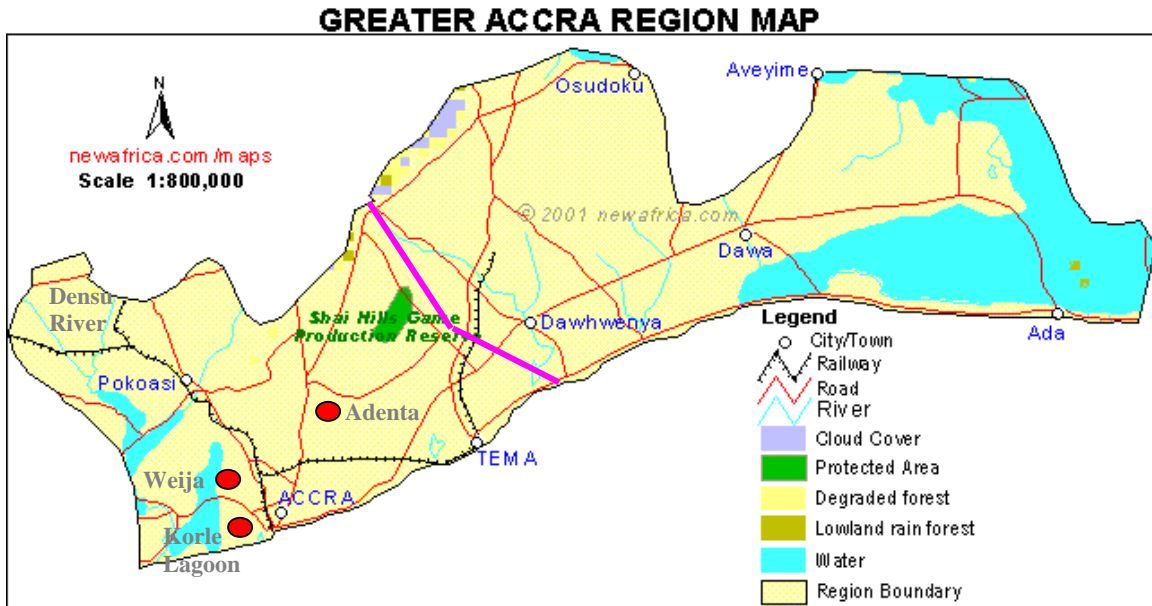 GREATER ACCRA REGION MAP
N
newafrica.com/maps
Scale 1:800,000
Osudoku
Aveyime
© 2001 newafrica.com
Dawa
Densu
River
Shai Hills Game
Production Reserve
Dawhwenya
Ada
Pokoasi
Adenta
TEMA
Weija
ACCRA
Korle
Lagoon
Legend
City/Town
Railway
Road
River
Cloud Cover
Protected Area
Degraded forest
Lowland rain forest
Water
Region Boundary